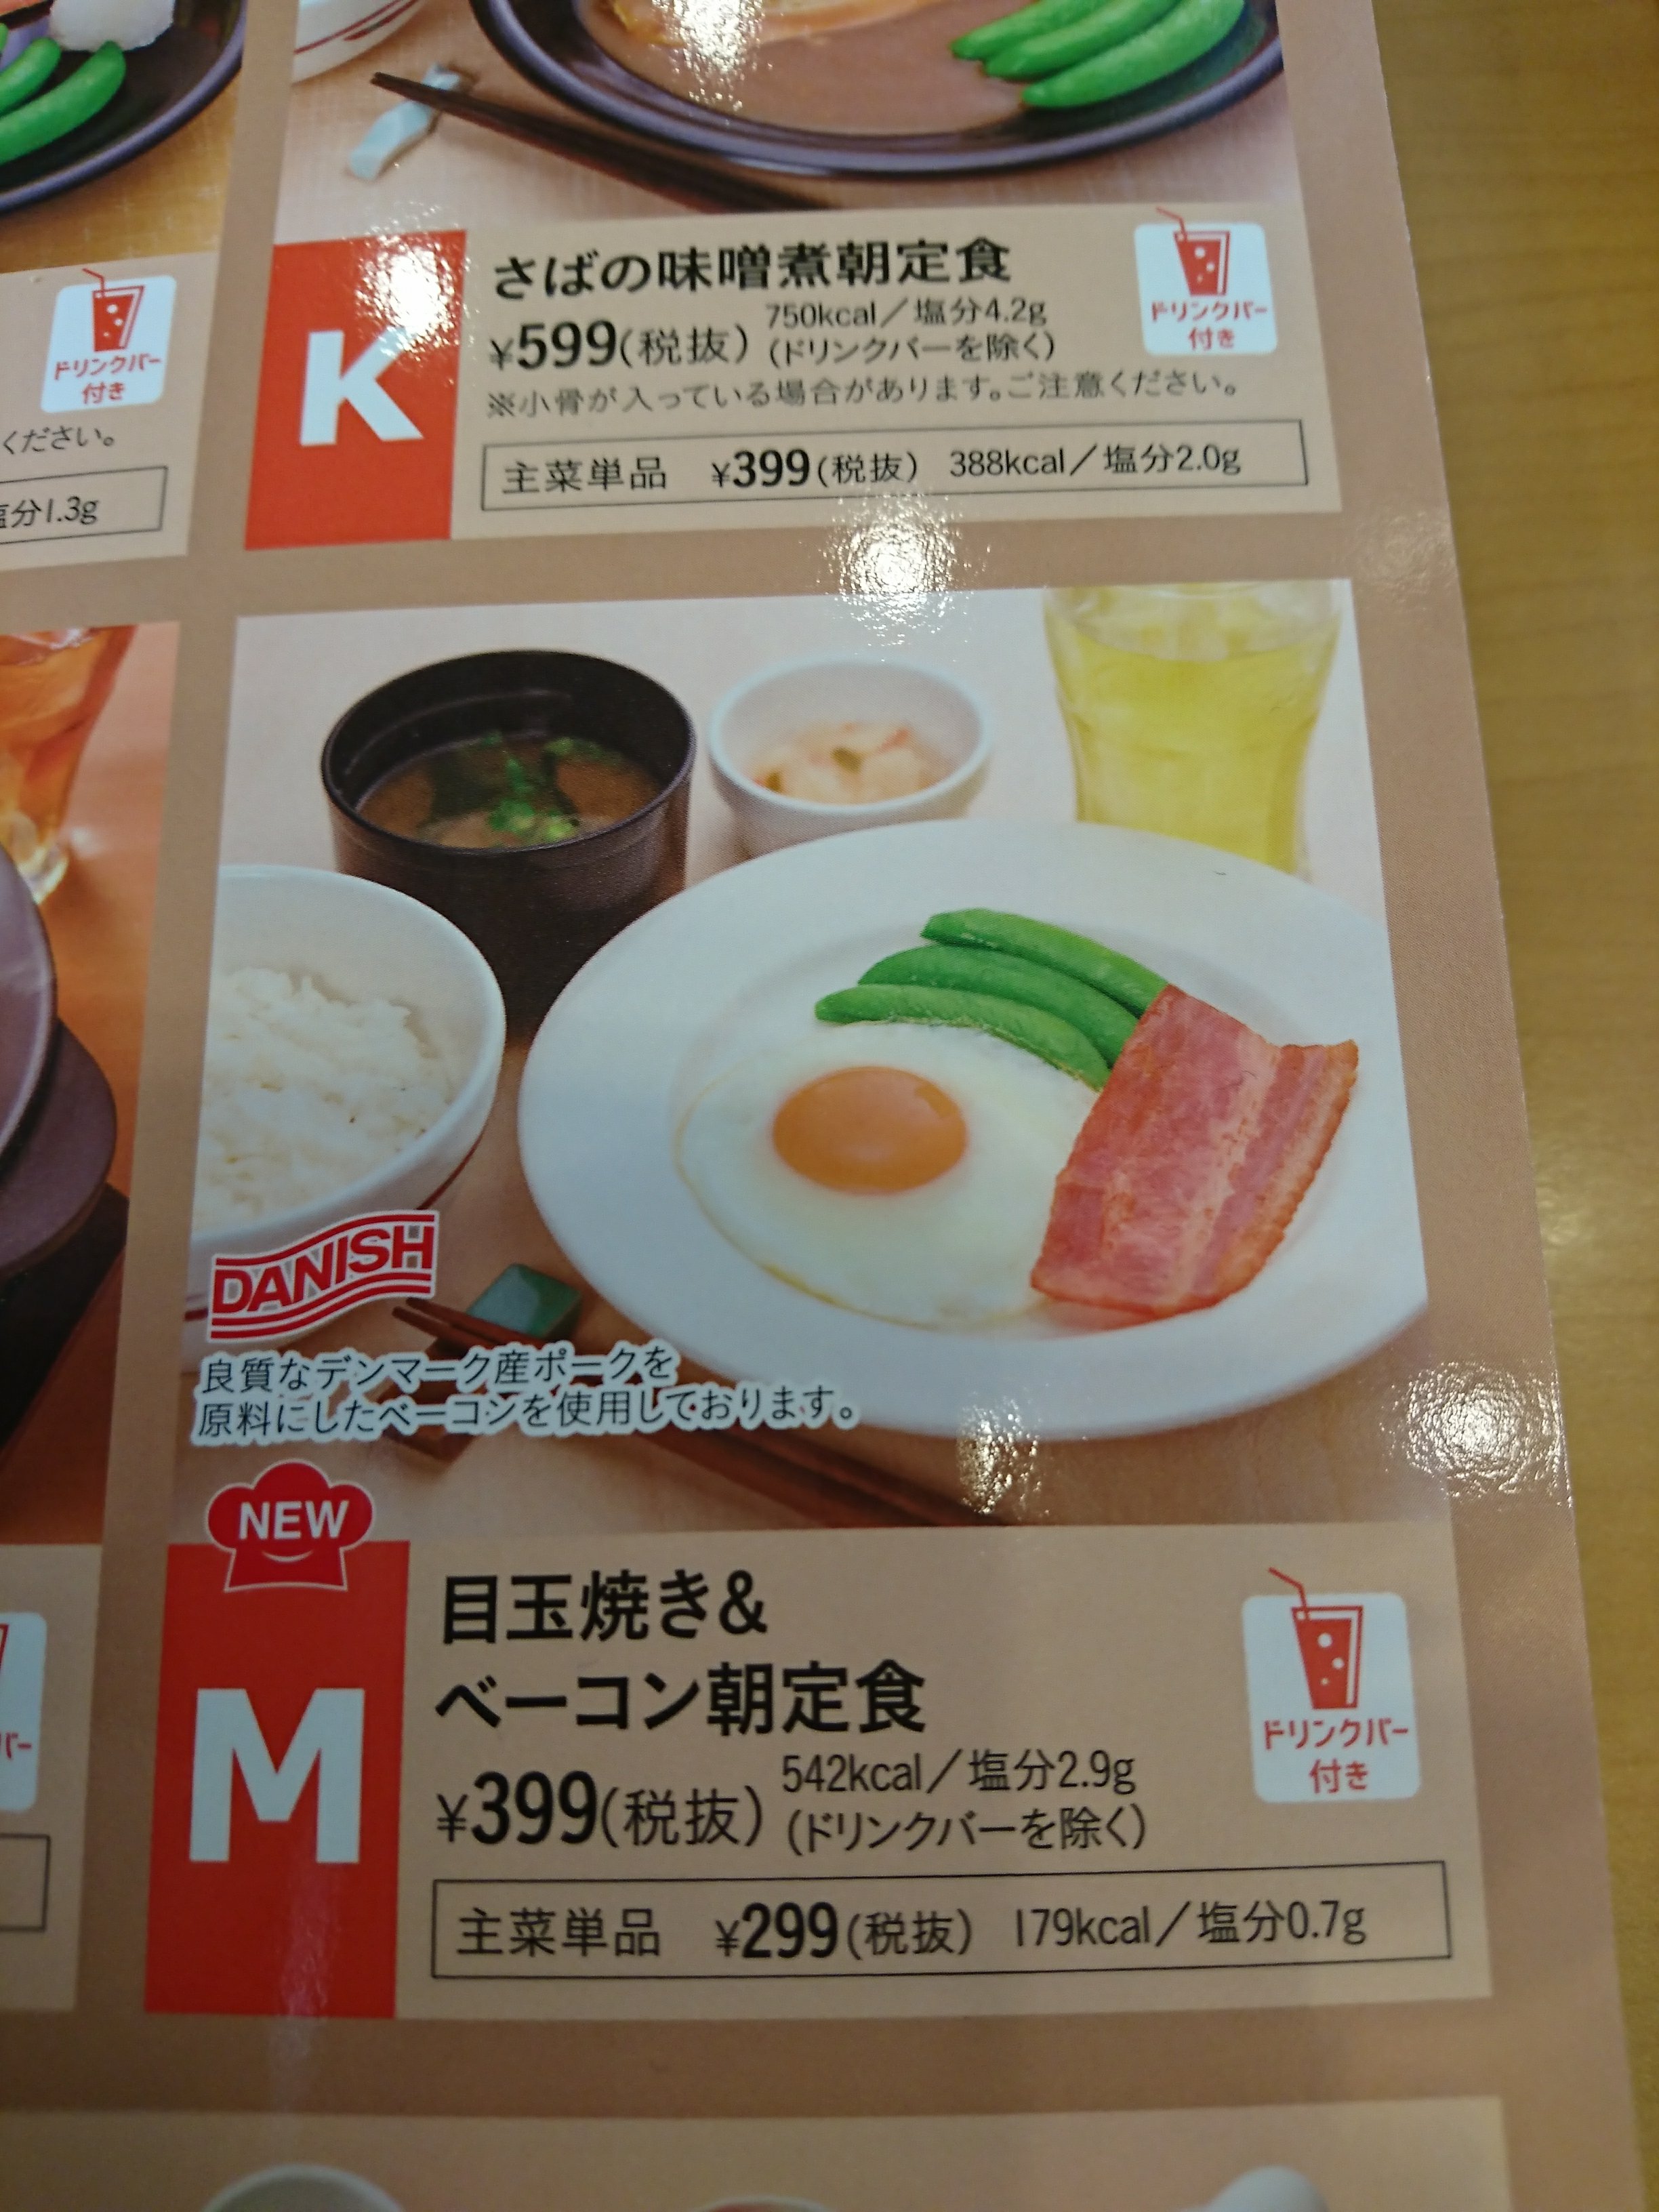 ドリンクバー
付き
ください。
塩分1.3g
K
さばの味噌煮朝定食
¥599(税抜) 750kcal/塩分4.2g
(ドリンクバーを除く)
※小骨が入っている場合があります。ご注意ください。
主菜単品 ¥399(税抜) 388kcal/塩分2.0g
ドリンクバー
付き
DANISH
良質なデンマーク産ポークを
原料にしたベーコンを使用しております。
NEW
M
目玉焼き&
ベーコン朝定食
¥399(税抜) 542kcal/塩分2.9g
(ドリンクバーを除く)
主菜単品 ¥299(税抜) 179kcal/塩分0.7g
ドリンクバー
付き
バー